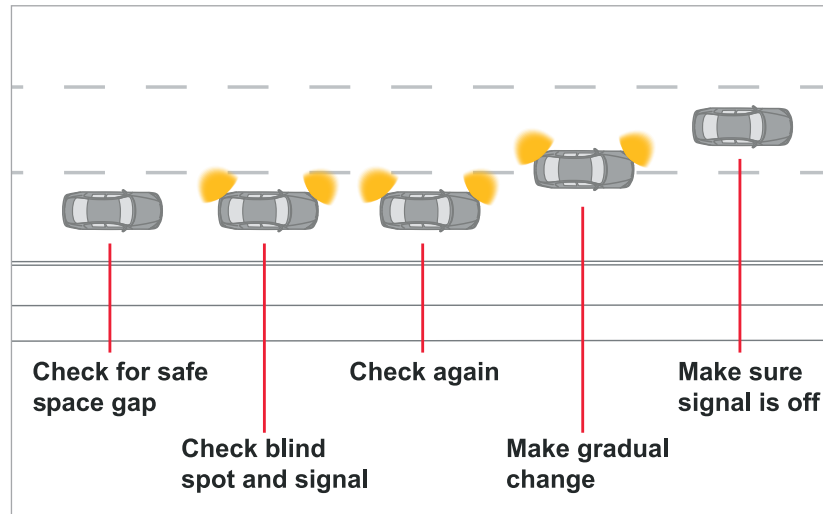 Check for safe
space gap
Check blind
spot and signal
Check again
Make gradual
change
Make sure
signal is off